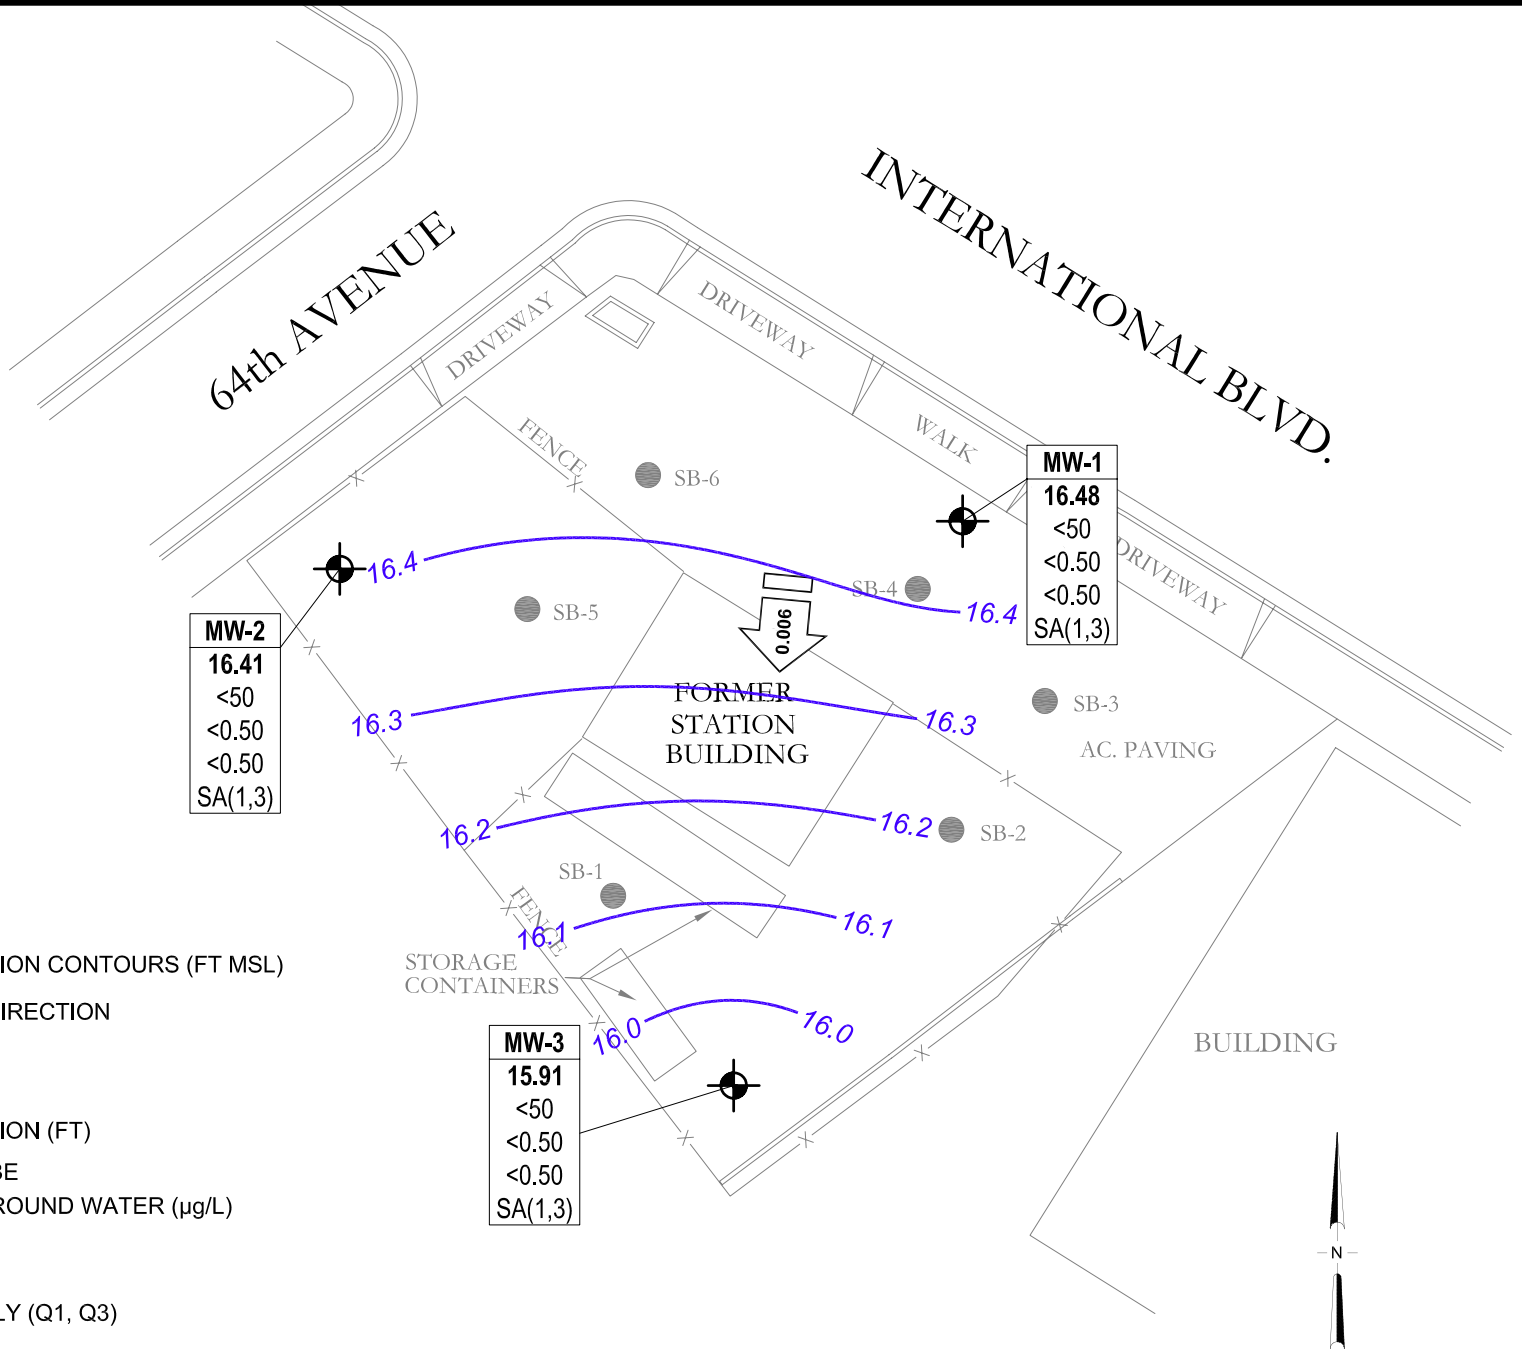 INTERNATIONAL BLVD.
64th AVENUE
DRIVEWAY
DRIVEWAY
WALK
DRIVEWAY
FENCE
SB-6
MW-1
16.48
<50
<0.50
<0.50
SA(1,3)
16.4
16.4
SB-4
SB-5
0.006
MW-2
16.41
<50
<0.50
<0.50
SA(1,3)
FORMER
STATION
BUILDING
16.3
16.3
SB-3
AC. PAVING
16.2
16.2
SB-2
SB-1
FENCE
16.1
16.1
STORAGE
CONTAINERS
16.0
16.0
MW-3
15.91
<50
<0.50
<0.50
SA(1,3)
BUILDING
N
ION CONTOURS (FT MSL)
IRECTION
ION (FT)
BE
ROUND WATER (µg/L)
LY (Q1, Q3)